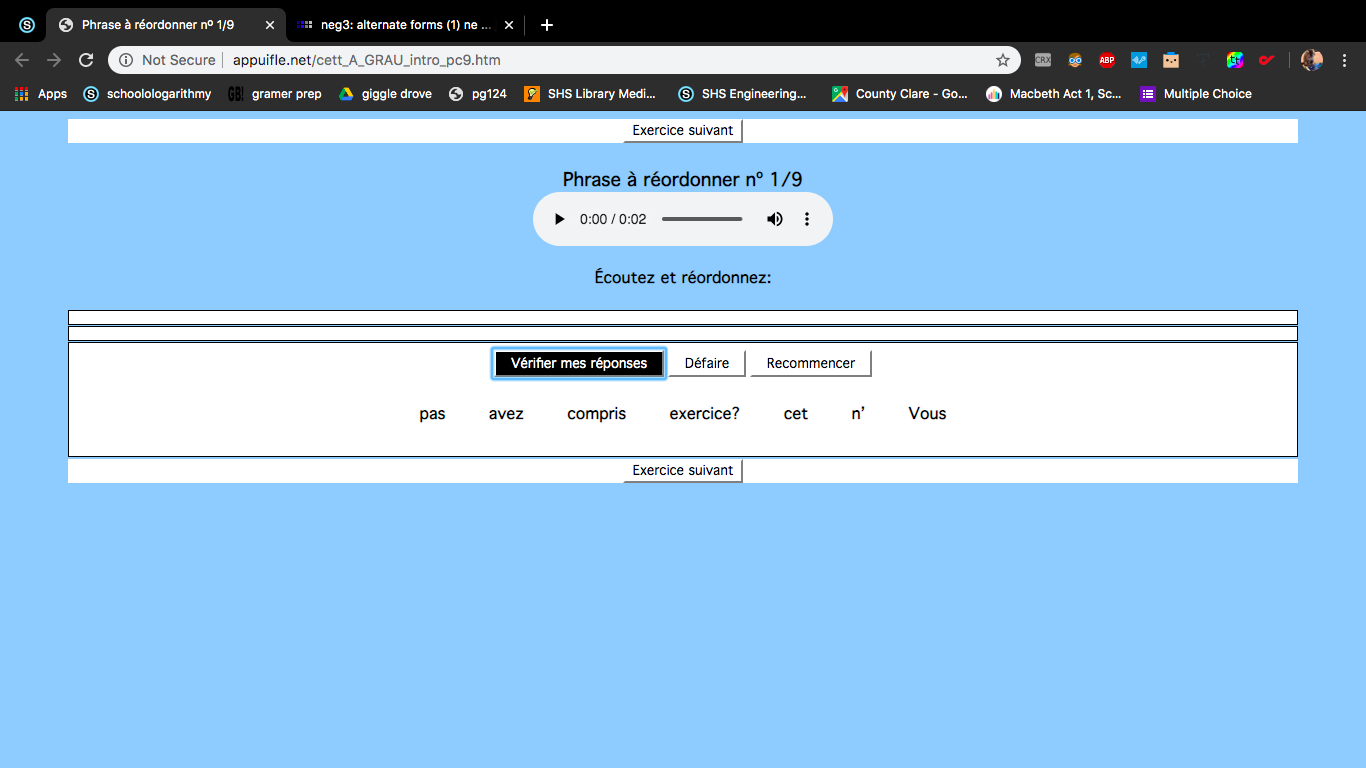 Phrase à réordonner nº 1/9
neg3: alternate forms (1) ne ...
Not Secure | appuifle.net/cett_A_GRAU_intro_pc9.htm
CRX ABP
Apps schoolologarithmy GB! gramer prep giggle drove pg124 SHS Library Medi... SHS Engineering... County Clare - Go... Macbeth Act 1, Sc... Multiple Choice
Exercice suivant
Phrase à réordonner nº 1/9
0:00 / 0:02
Écoutez et réordonnez:
Vérifier mes réponses Défaire Recommencer
pas avez compris exercice? cet n’ Vous
Exercice suivant